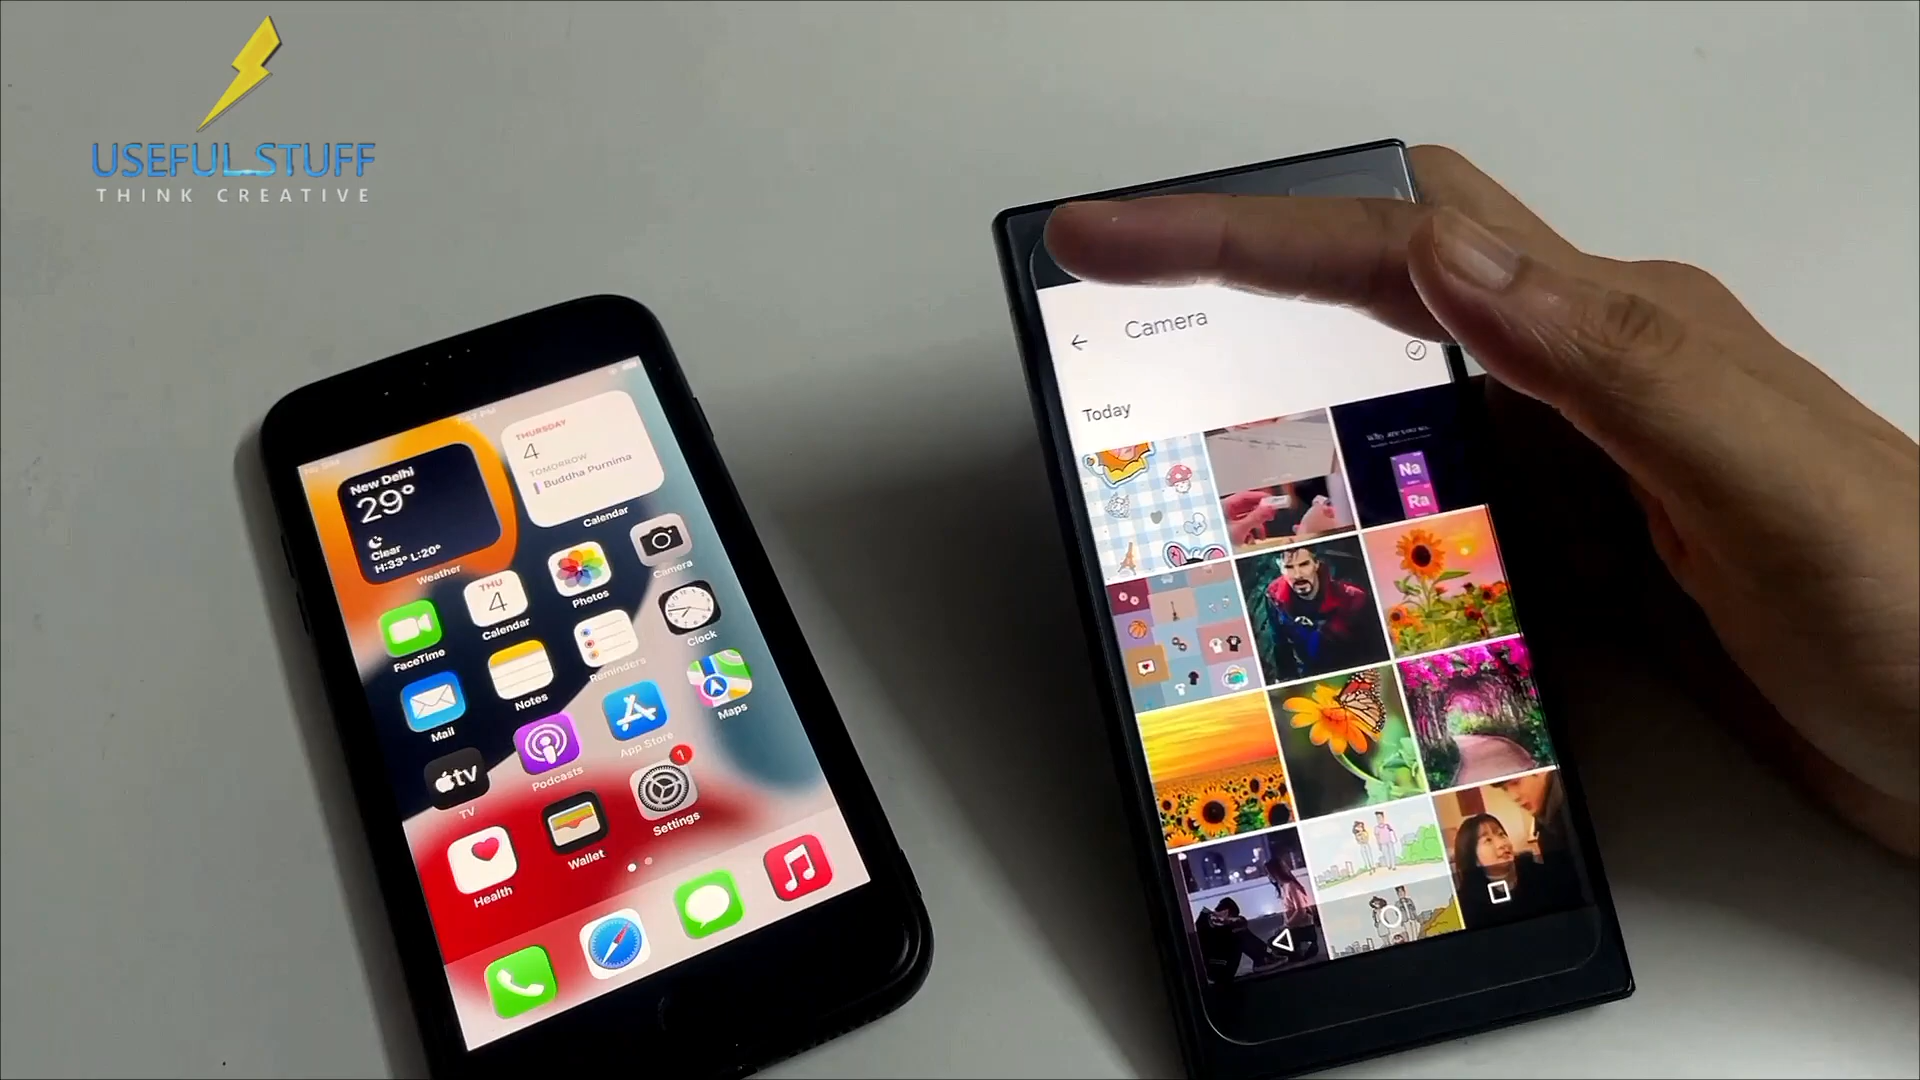 USEFUL_STUFF
THINK CREATIVE
New Delhi
29°
Clear
H:33° L:20°
Weather
THURSDAY
4
TOMORROW
Buddha Purnima
Calendar
THU
4
FaceTime
Calendar
Photos
Camera
Mail
Notes
Reminders
Clock
tv
TV
Podcasts
App Store
Maps
Health
Wallet
1
Settings
Camera
Today
Na
Ra